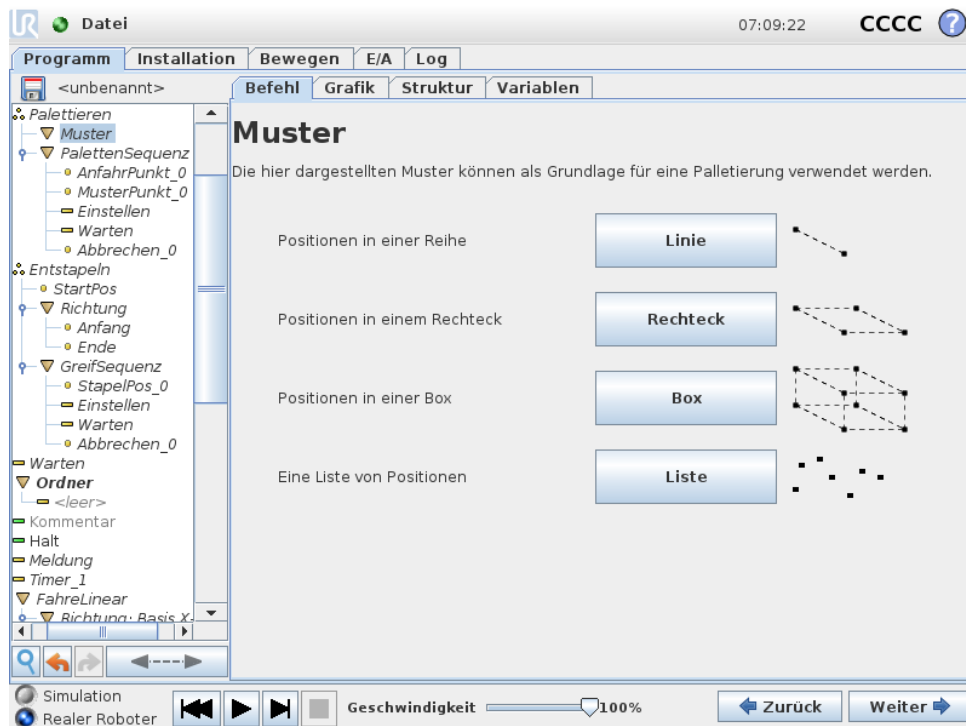 UR Datei 07:09:22 CCCC ?
Programm Installation Bewegen E/A Log
<unbenannt>
Befehl Grafik Struktur Variablen
Palettieren
Muster
PalettenSequenz
AnfahrPunkt_0
MusterPunkt_0
Einstellen
Warten
Abbrechen_0
Entstapeln
StartPos
Richtung
Anfang
Ende
GreifSequenz
StapelPos_0
Einstellen
Warten
Abbrechen_0
Warten
Ordner
<leer>
Kommentar
Halt
Meldung
Timer_1
FahreLinear
Richtung: Basis X-
Muster
Die hier dargestellten Muster können als Grundlage für eine Palletierung verwendet werden.
Positionen in einer Reihe Linie
Positionen in einem Rechteck Rechteck
Positionen in einer Box Box
Eine Liste von Positionen Liste
Simulation
Realer Roboter
Geschwindigkeit 100%
Zurück Weiter